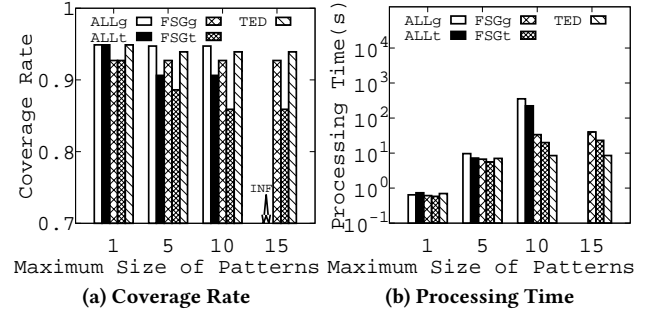 ALLg FSGg TED
ALLt FSGt
Coverage Rate
1
0.9
0.8
0.7
INF
1 5 10 15
Maximum Size of Patterns
(a) Coverage Rate
ALLg FSGg TED
ALLt FSGt
Processing Time(s)
10^4
10^3
10^2
10^1
10^0
10^-1
1 5 10 15
Maximum Size of Patterns
(b) Processing Time